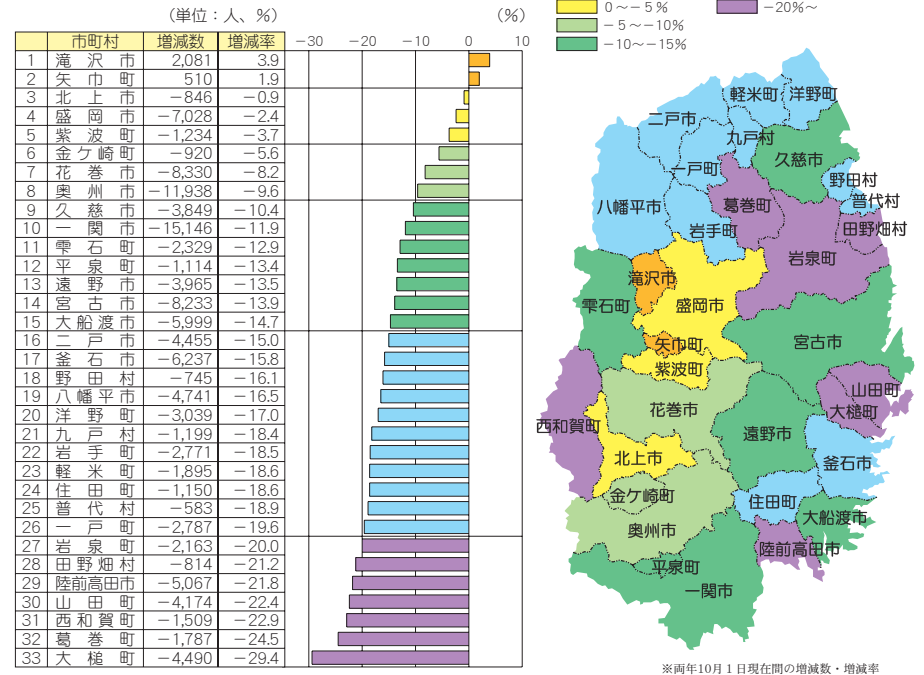 （単位：人、％）
市町村 増減数 増減率
1 滝沢市 2,081 3.9
2 矢巾町 510 1.9
3 北上市 −846 −0.9
4 盛岡市 −7,028 −2.4
5 紫波町 −1,234 −3.7
6 金ケ崎町 −920 −5.6
7 花巻市 −8,330 −8.2
8 奥州市 −11,938 −9.6
9 久慈市 −3,849 −10.4
10 一関市 −15,146 −11.9
11 雫石町 −2,329 −12.9
12 平泉町 −1,114 −13.4
13 遠野市 −3,965 −13.5
14 宮古市 −8,233 −13.9
15 大船渡市 −5,999 −14.7
16 二戸市 −4,455 −15.0
17 釜石市 −6,237 −15.8
18 野田村 −745 −16.1
19 八幡平市 −4,741 −16.5
20 洋野町 −3,039 −17.0
21 九戸村 −1,199 −18.4
22 岩手町 −2,771 −18.5
23 軽米町 −1,895 −18.6
24 住田町 −1,150 −18.6
25 普代村 −583 −18.9
26 一戸町 −2,787 −19.6
27 岩泉町 −2,163 −20.0
28 田野畑村 −814 −21.2
29 陸前高田市 −5,067 −21.8
30 山田町 −4,174 −22.4
31 西和賀町 −1,509 −22.9
32 葛巻町 −1,787 −24.5
33 大槌町 −4,490 −29.4
（％）
−30 −20 −10 0 10
0〜−5％
−5〜−10％
−10〜−15％
−20％〜
軽米町
洋野町
二戸市
九戸村
久慈市
一戸町
野田村
普代村
八幡平市
葛巻町
田野畑村
岩手町
岩泉町
滝沢市
雫石町
盛岡市
宮古市
矢巾町
紫波町
山田町
花巻市
大槌町
西和賀町
遠野市
北上市
釜石市
金ケ崎町
住田町
大船渡市
奥州市
陸前高田市
平泉町
一関市
※両年10月１日現在間の増減数・増減率